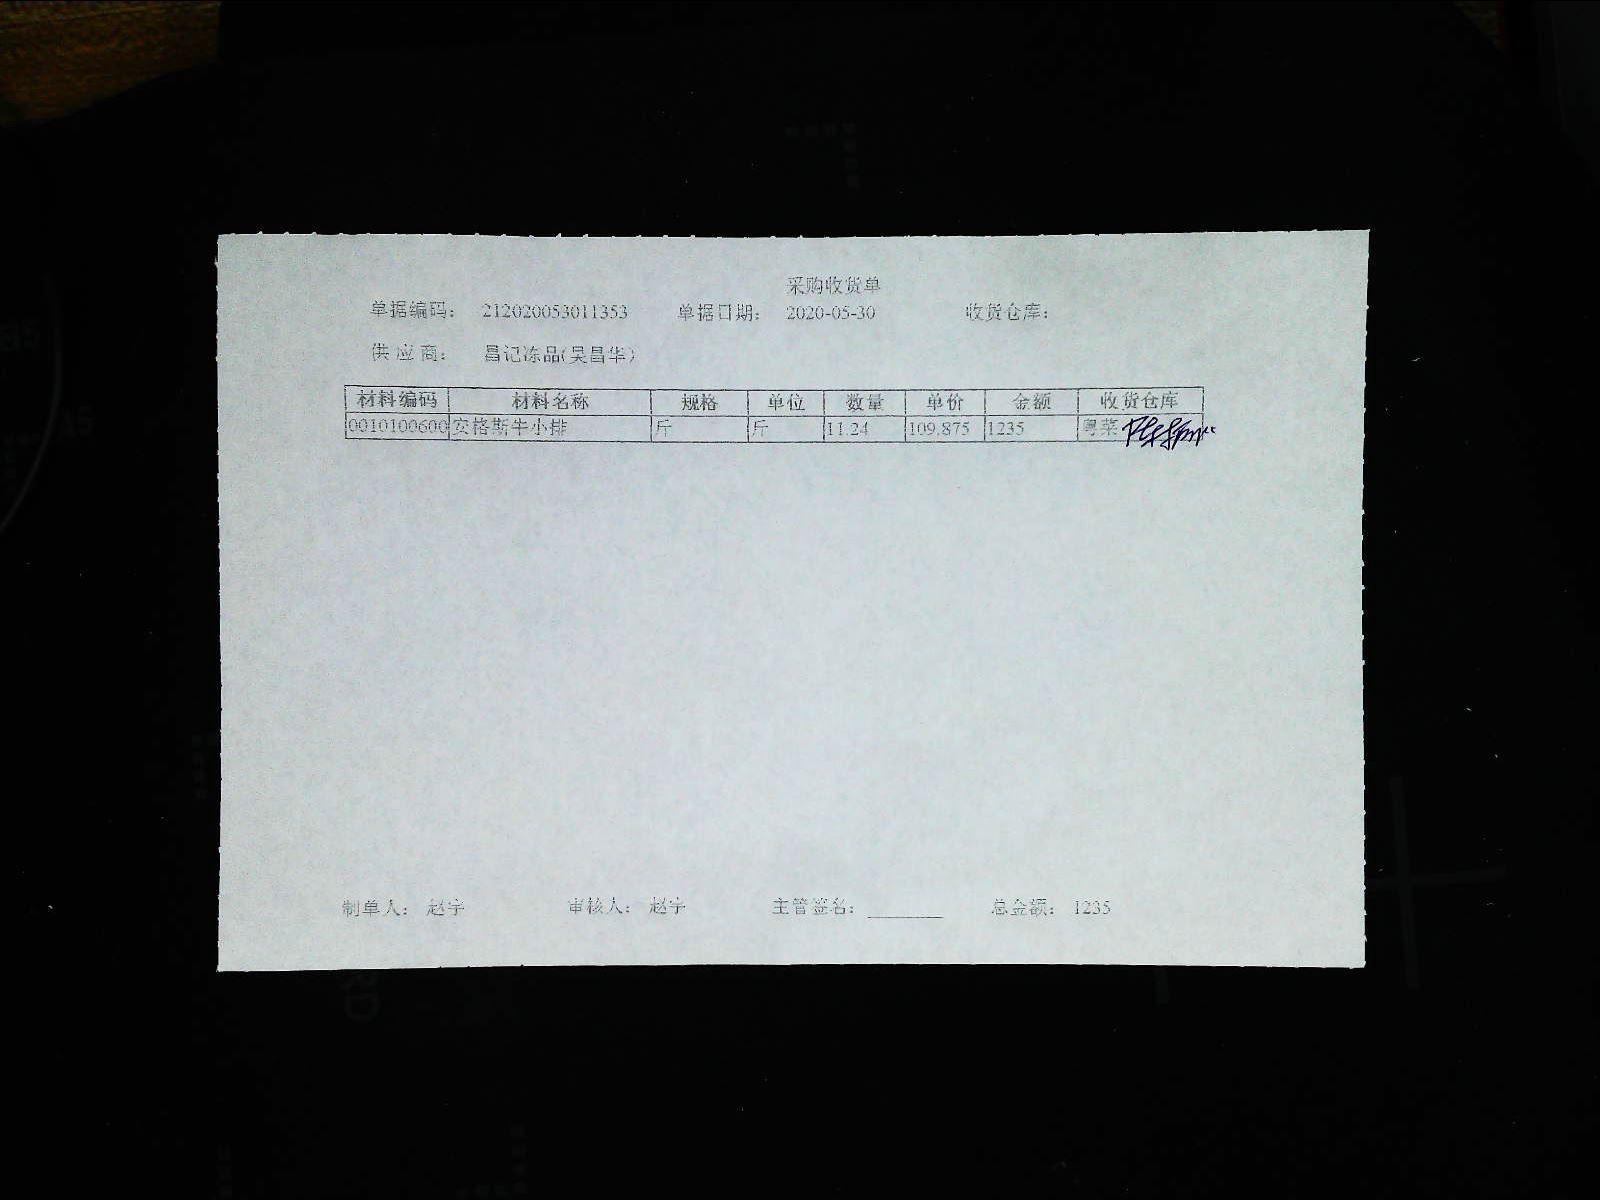 采购收货单
单据编码： 212020053011353 单据日期： 2020-05-30 收货仓库：
供应商： 昌记冻品(吴昌华)
材料编码 材料名称 规格 单位 数量 单价 金额 收货仓库
0010100600 安格斯牛小排 斤 斤 11.24 109.875 1235 粤菜
制单人： 赵宇 审核人： 赵宇 主管签名： 总金额： 1235